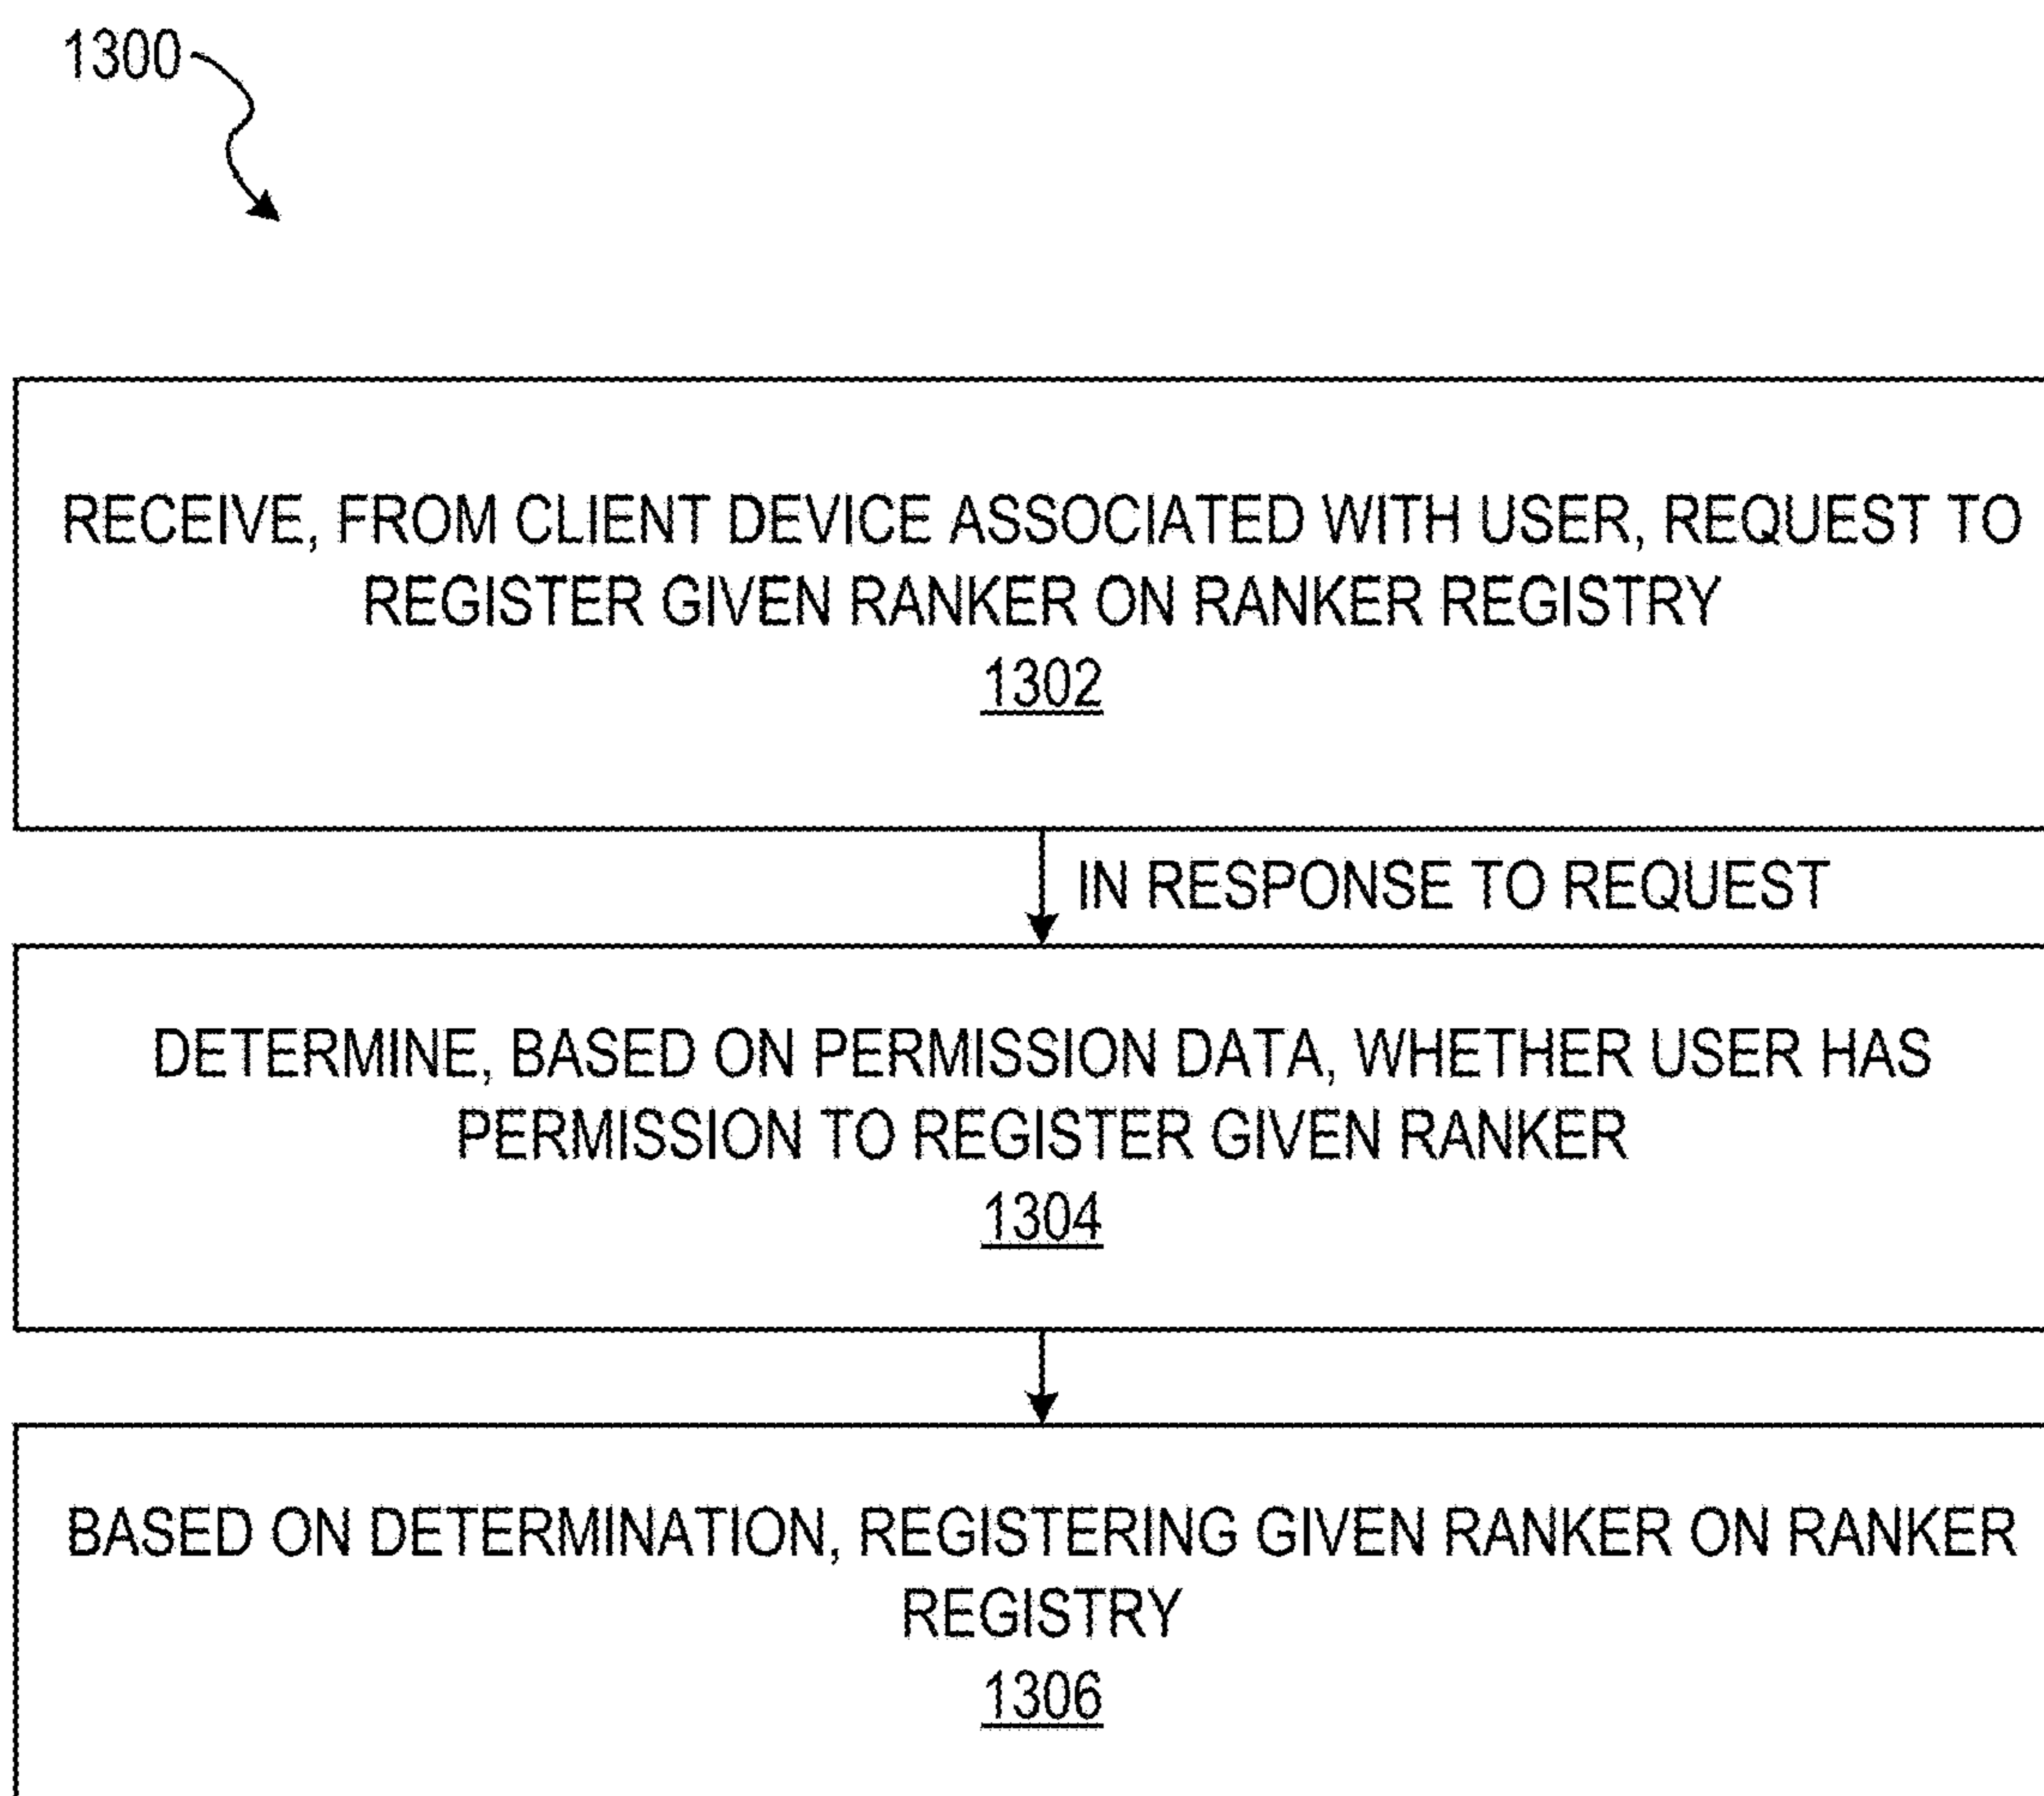 1300
RECEIVE, FROM CLIENT DEVICE ASSOCIATED WITH USER, REQUEST TO
REGISTER GIVEN RANKER ON RANKER REGISTRY
1302
IN RESPONSE TO REQUEST
DETERMINE, BASED ON PERMISSION DATA, WHETHER USER HAS
PERMISSION TO REGISTER GIVEN RANKER
1304
BASED ON DETERMINATION, REGISTERING GIVEN RANKER ON RANKER
REGISTRY
1306